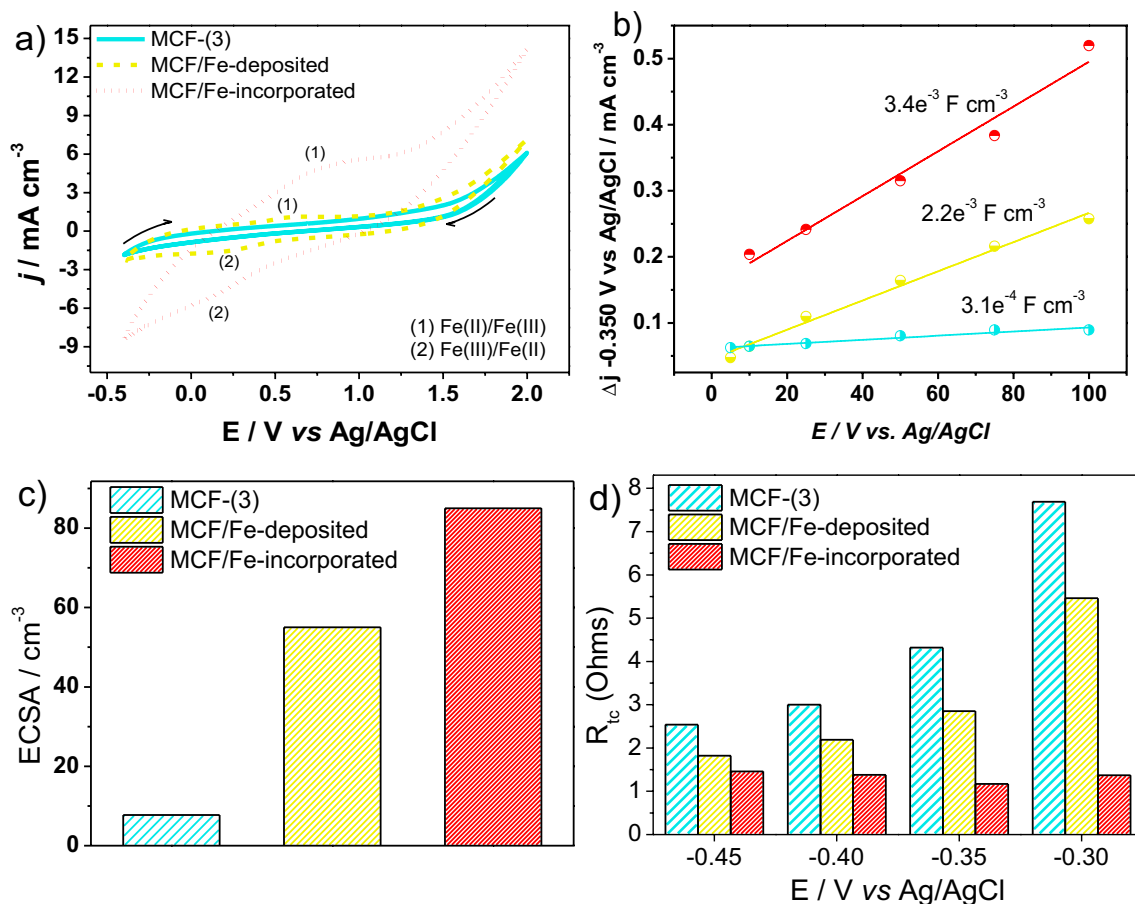 a)
MCF-(3)
MCF/Fe-deposited
MCF/Fe-incorporated
(1)
(1)
(2)
(2)
(1) Fe(II)/Fe(III)
(2) Fe(III)/Fe(II)
15
12
9
6
3
0
-3
-6
-9
j / mA cm-3
-0.5 0.0 0.5 1.0 1.5 2.0
E / V vs Ag/AgCl
b)
0.5
0.4
0.3
0.2
0.1
Δj -0.350 V vs Ag/AgCl / mA cm-3
3.4e-3 F cm-3
2.2e-3 F cm-3
3.1e-4 F cm-3
0 20 40 60 80 100
E / V vs. Ag/AgCl
c)
MCF-(3)
MCF/Fe-deposited
MCF/Fe-incorporated
80
60
40
20
0
ECSA / cm-3
d)
MCF-(3)
MCF/Fe-deposited
MCF/Fe-incorporated
8
7
6
5
4
3
2
1
0
Rtc (Ohms)
-0.45 -0.40 -0.35 -0.30
E / V vs Ag/AgCl